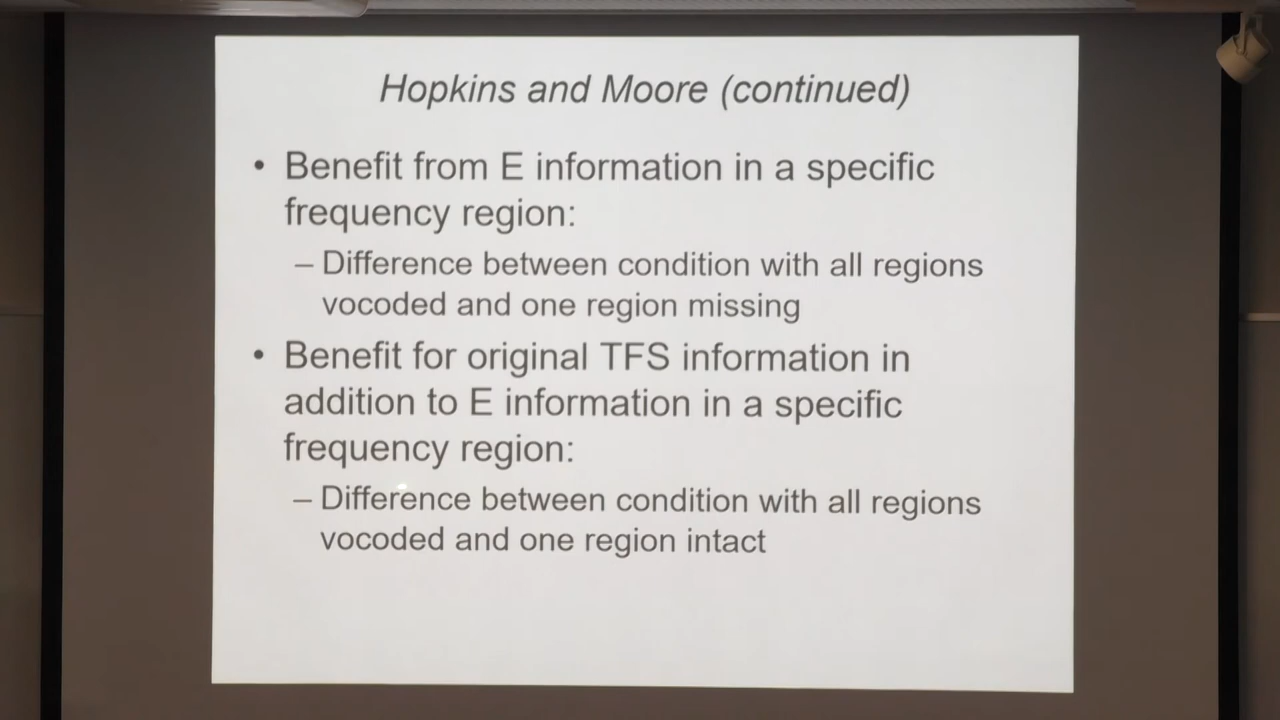 Hopkins and Moore (continued)
• Benefit from E information in a specific
frequency region:
– Difference between condition with all regions
vocoded and one region missing
• Benefit for original TFS information in
addition to E information in a specific
frequency region:
– Difference between condition with all regions
vocoded and one region intact